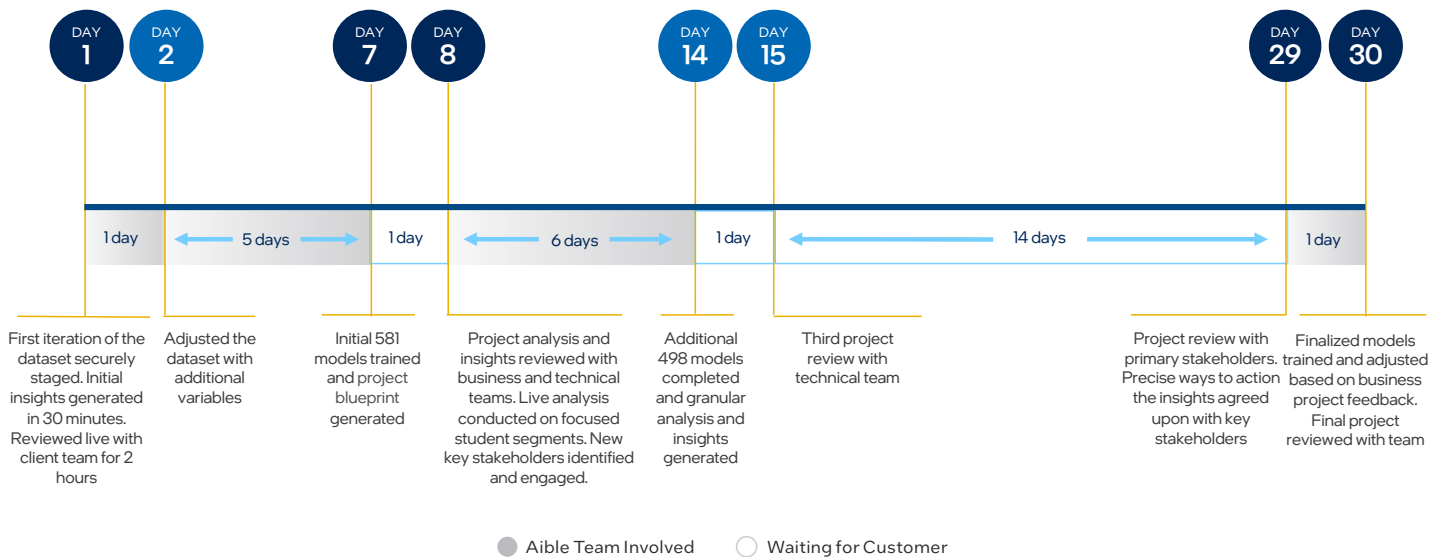 DAY
1
DAY
2
DAY
7
DAY
8
DAY
14
DAY
15
DAY
29
DAY
30
1 day
5 days
1 day
6 days
1 day
14 days
1 day
First iteration of the
dataset securely
staged. Initial
insights generated
in 30 minutes.
Reviewed live with
client team for 2
hours
Adjusted the
dataset with
additional
variables
Initial 581
models trained
and project
blueprint
generated
Project analysis and
insights reviewed with
business and technical
teams. Live analysis
conducted on focused
student segments. New
key stakeholders identified
and engaged.
Additional
498 models
completed
and granular
analysis and
insights
generated
Third project
review with
technical team
Project review with
primary stakeholders.
Precise ways to action
the insights agreed
upon with key
stakeholders
Finalized models
trained and adjusted
based on business
project feedback.
Final project
reviewed with team
Aible Team Involved
Waiting for Customer